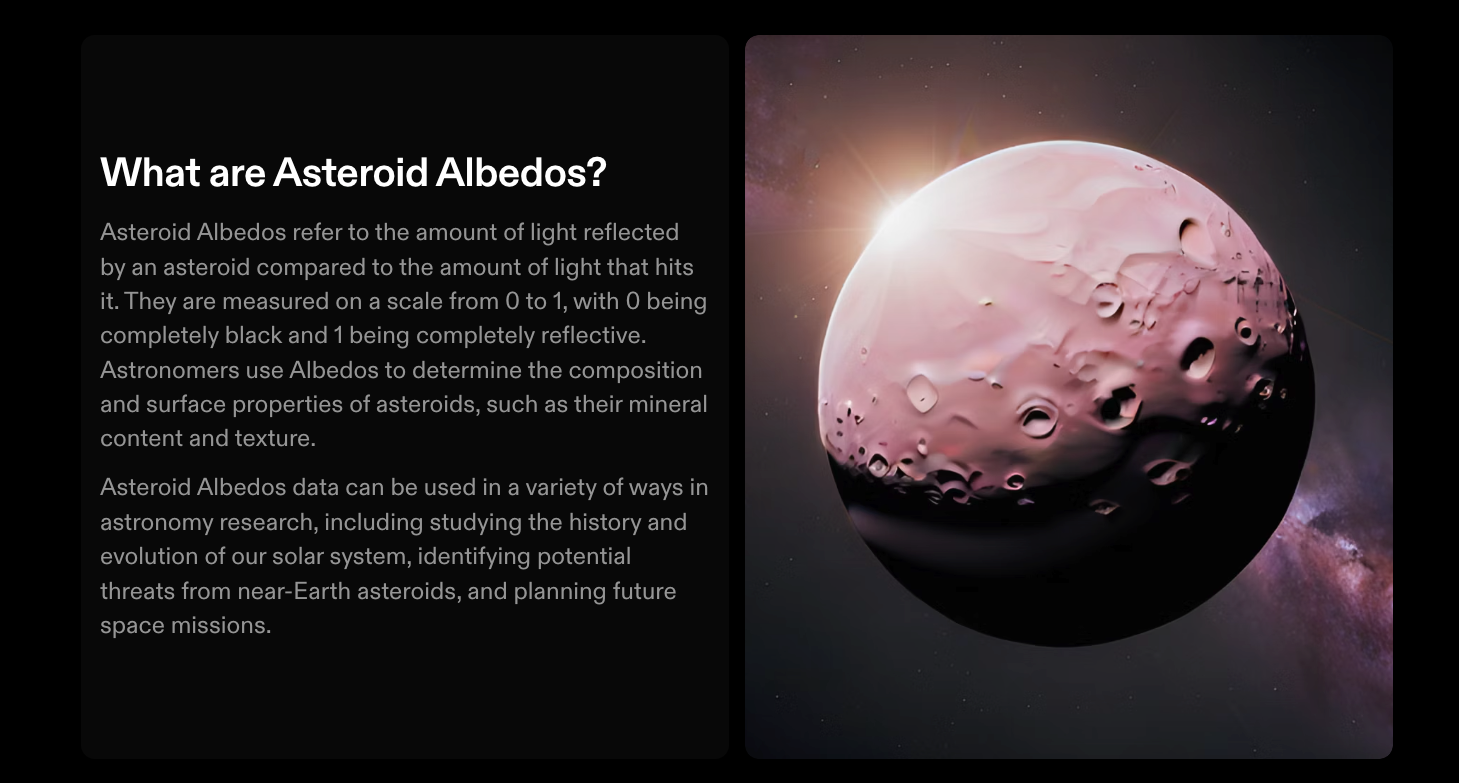 What are Asteroid Albedos?
Asteroid Albedos refer to the amount of light reflected
by an asteroid compared to the amount of light that hits
it. They are measured on a scale from 0 to 1, with 0 being
completely black and 1 being completely reflective.
Astronomers use Albedos to determine the composition
and surface properties of asteroids, such as their mineral
content and texture.
Asteroid Albedos data can be used in a variety of ways in
astronomy research, including studying the history and
evolution of our solar system, identifying potential
threats from near-Earth asteroids, and planning future
space missions.